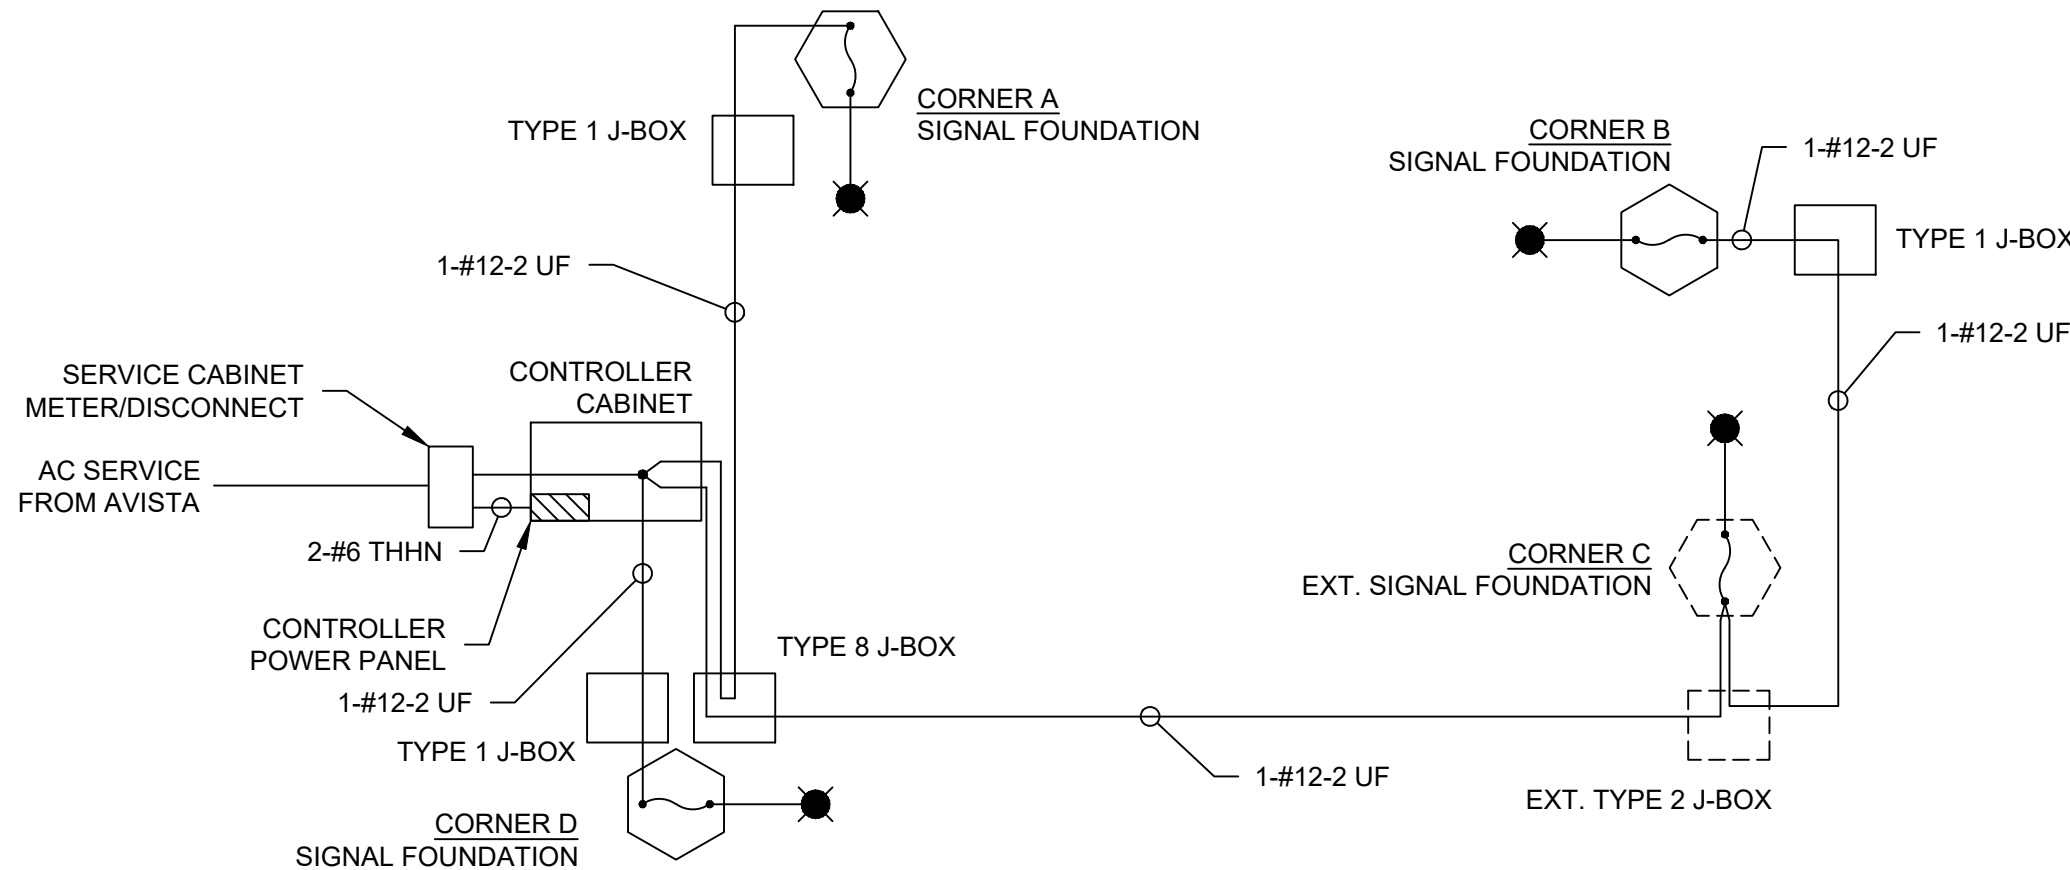 CORNER A
SIGNAL FOUNDATION
TYPE 1 J-BOX
CORNER B
SIGNAL FOUNDATION
1-#12-2 UF
TYPE 1 J-BOX
1-#12-2 UF
1-#12-2 UF
SERVICE CABINET
METER/DISCONNECT
CONTROLLER
CABINET
AC SERVICE
FROM AVISTA
2-#6 THHN
CORNER C
EXT. SIGNAL FOUNDATION
CONTROLLER
POWER PANEL
TYPE 8 J-BOX
1-#12-2 UF
TYPE 1 J-BOX
1-#12-2 UF
EXT. TYPE 2 J-BOX
CORNER D
SIGNAL FOUNDATION